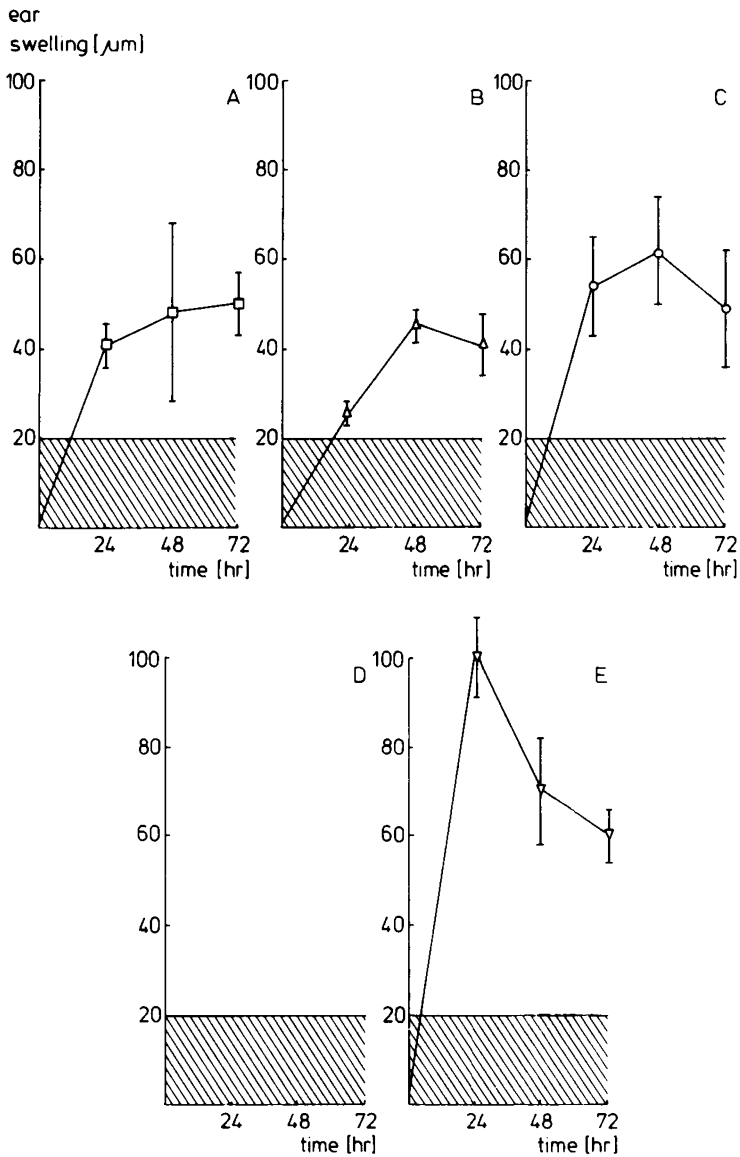 ear
swelling [μm]
100 A 100 B 100 C
80 80 80
60 60 60
40 40 40
20 20 20
24 48 72 24 48 72 24 48 72
time [hr] time [hr] time [hr]
100 D 100 E
80 80
60 60
40 40
20 20
24 48 72 24 48 72
time [hr] time [hr]